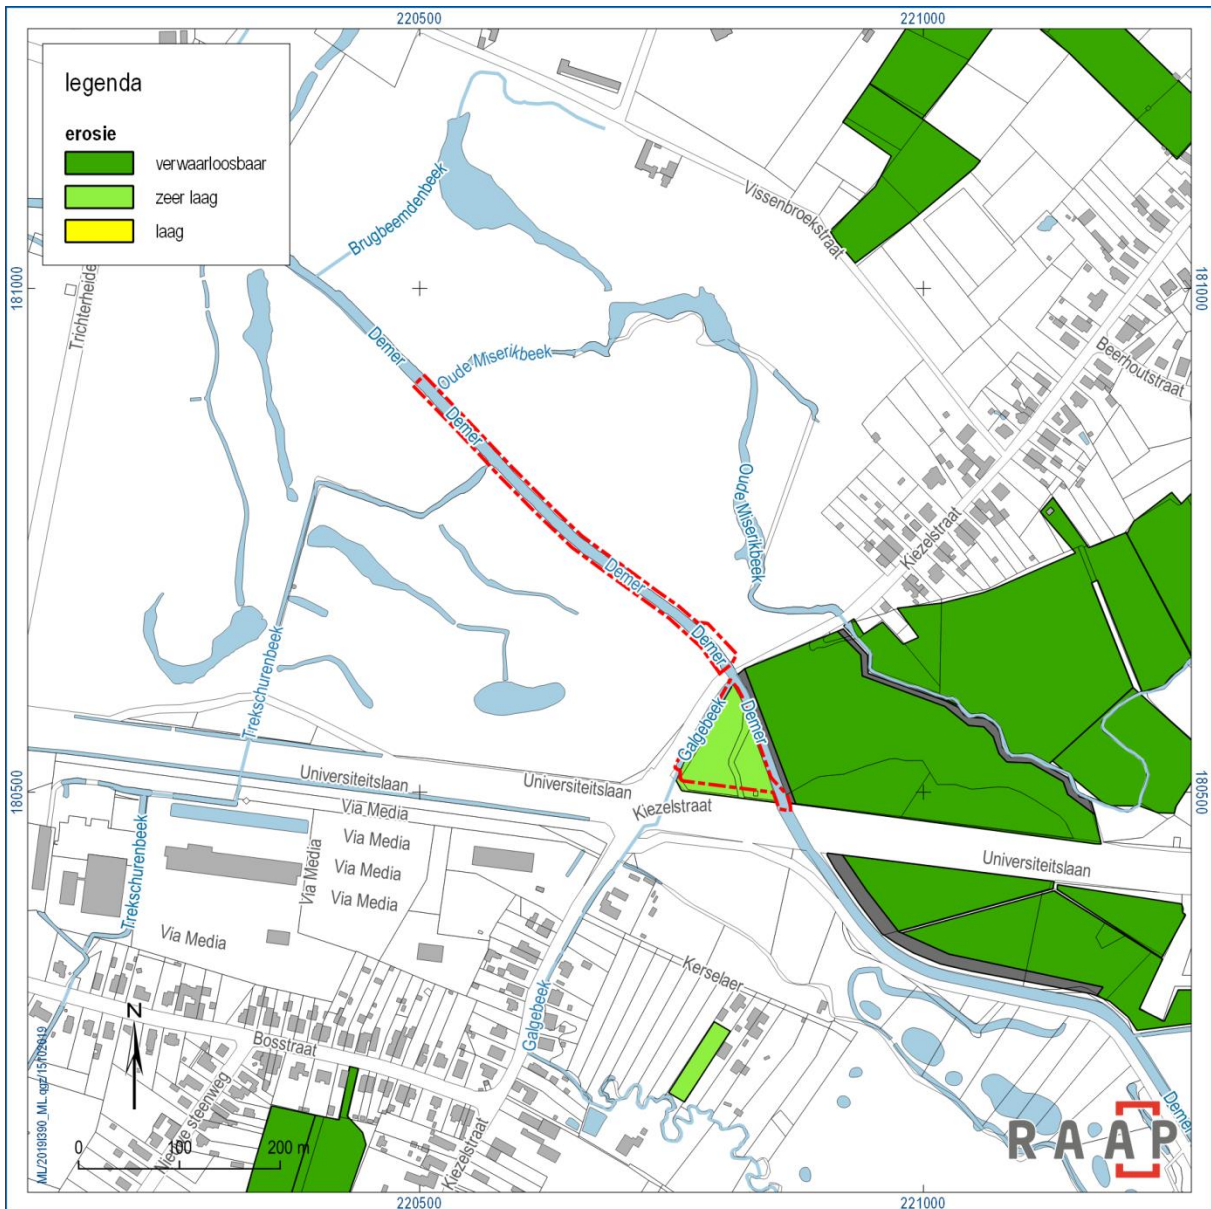 220500
221000
legenda
erosie
verwaarloosbaar
zeer laag
laag
Brugbeemdenbeek
Vissenbroekstraat
181000
181000
Trichterheide
Demer
Oude Miserikbeek
Beerhoutstraat
Demer
Oude Miserikbeek
Kiezelstraat
Demer
Demer
Trekschurenbeek
Galgebeek
Demer
180500
180500
Universiteitslaan
Universiteitslaan
Kiezelstraat
Via Media
Via Media
Via Media
Via Media
Via Media
Universiteitslaan
Trekschurenbeek
Via Media
Kerselaer
Galgebeek
N
Bosstraat
Demer
Kiezelstraat
0
100
200 m
RAAP
220500
221000